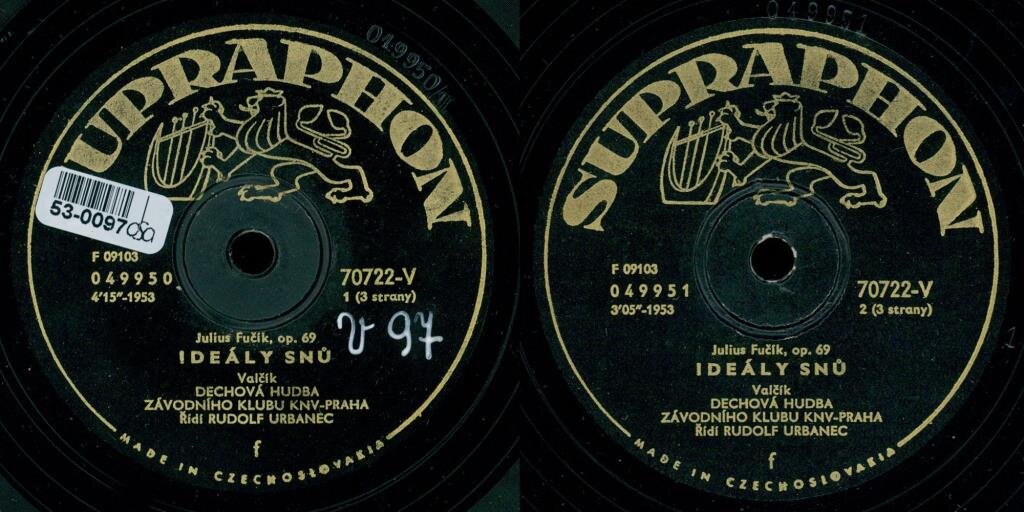 049950/II
SUPRAPHON
53-0097
F 09103
049950
4'15"-1953
70722-V
1 (3 strany)
V 97
Julius Fučík, op. 69
IDEÁLY SNŮ
Valčík
DECHOVÁ HUDBA
ZÁVODNÍHO KLUBU KNV-PRAHA
Řídí RUDOLF URBANEC
f
MADE IN CZECHOSLOVAKIA
049951
SUPRAPHON
F 09103
049951
3'05"-1953
70722-V
2 (3 strany)
Julius Fučík, op. 69
IDEÁLY SNŮ
Valčík
DECHOVÁ HUDBA
ZÁVODNÍHO KLUBU KNV-PRAHA
Řídí RUDOLF URBANEC
f
MADE IN CZECHOSLOVAKIA
1